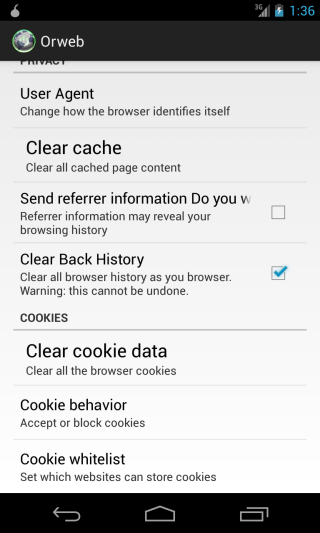 3G 1:36
Orweb
PRIVACY
User Agent
Change how the browser identifies itself
Clear cache
Clear all cached page content
Send referrer information Do you w
Referrer information may reveal your
browsing history
Clear Back History
Clear all browser history as you browser.
Warning: this cannot be undone.
COOKIES
Clear cookie data
Clear all the browser cookies
Cookie behavior
Accept or block cookies
Cookie whitelist
Set which websites can store cookies